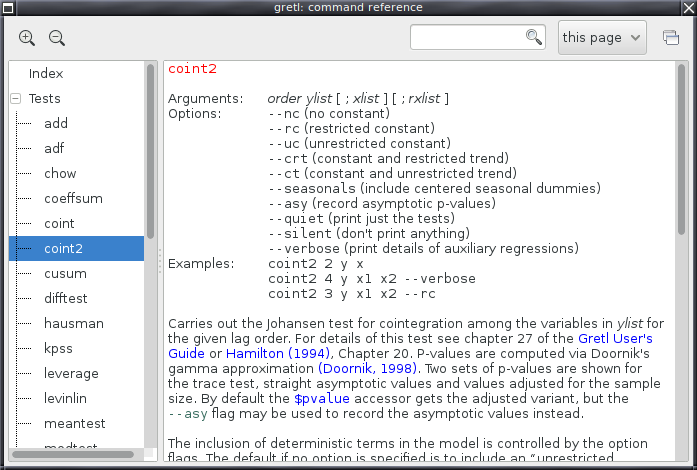 gretl: command reference
this page
Index
Tests
add
adf
chow
coeffsum
coint
coint2
cusum
difftest
hausman
kpss
leverage
levinlin
meantest
modtest
coint2
Arguments: order ylist [ ; xlist ] [ ; rxlist ]
Options: --nc (no constant)
--rc (restricted constant)
--uc (unrestricted constant)
--crt (constant and restricted trend)
--ct (constant and unrestricted trend)
--seasonals (include centered seasonal dummies)
--asy (record asymptotic p-values)
--quiet (print just the tests)
--silent (don't print anything)
--verbose (print details of auxiliary regressions)
Examples: coint2 2 y x
coint2 4 y x1 x2 --verbose
coint2 3 y x1 x2 --rc
Carries out the Johansen test for cointegration among the variables in ylist for
the given lag order. For details of this test see chapter 27 of the Gretl User's
Guide or Hamilton (1994), Chapter 20. P-values are computed via Doornik's
gamma approximation (Doornik, 1998). Two sets of p-values are shown for
the trace test, straight asymptotic values and values adjusted for the sample
size. By default the $pvalue accessor gets the adjusted variant, but the
--asy flag may be used to record the asymptotic values instead.
The inclusion of deterministic terms in the model is controlled by the option
flags. The default if no option is specified is to include an “unrestricted